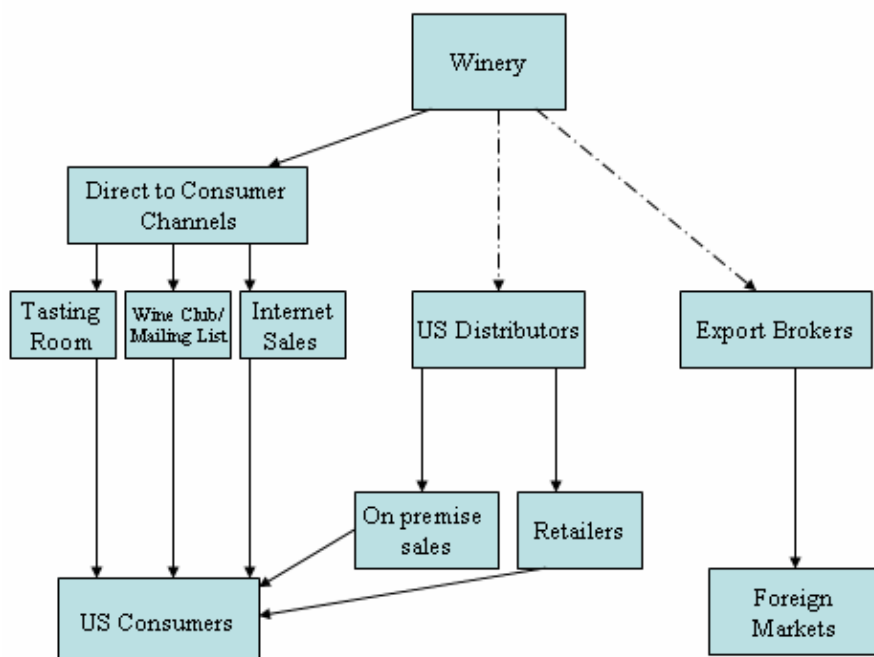 Winery
Direct to Consumer
Channels
Tasting
Room
Wine Club/
Mailing List
Internet
Sales
US Distributors
Export Brokers
On premise
sales
Retailers
US Consumers
Foreign
Markets